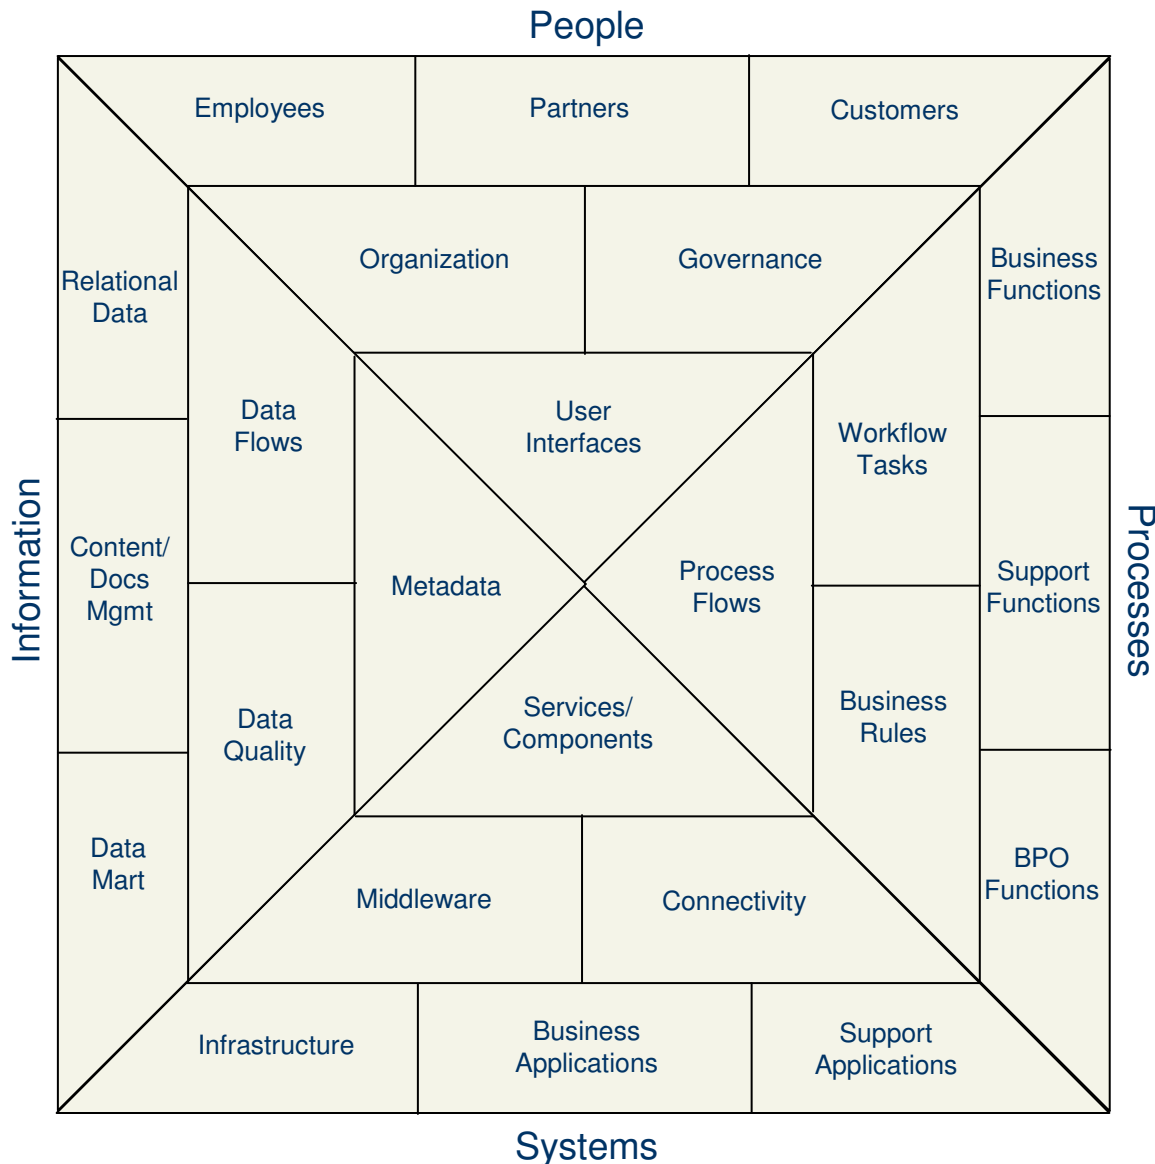 People
Employees
Partners
Customers
Organization
Governance
Relational
Data
Business
Functions
Data
Flows
User
Interfaces
Workflow
Tasks
Information
Content/
Docs
Mgmt
Metadata
Process
Flows
Support
Functions
Processes
Data
Quality
Services/
Components
Business
Rules
Data
Mart
Middleware
Connectivity
BPO
Functions
Infrastructure
Business
Applications
Support
Applications
Systems